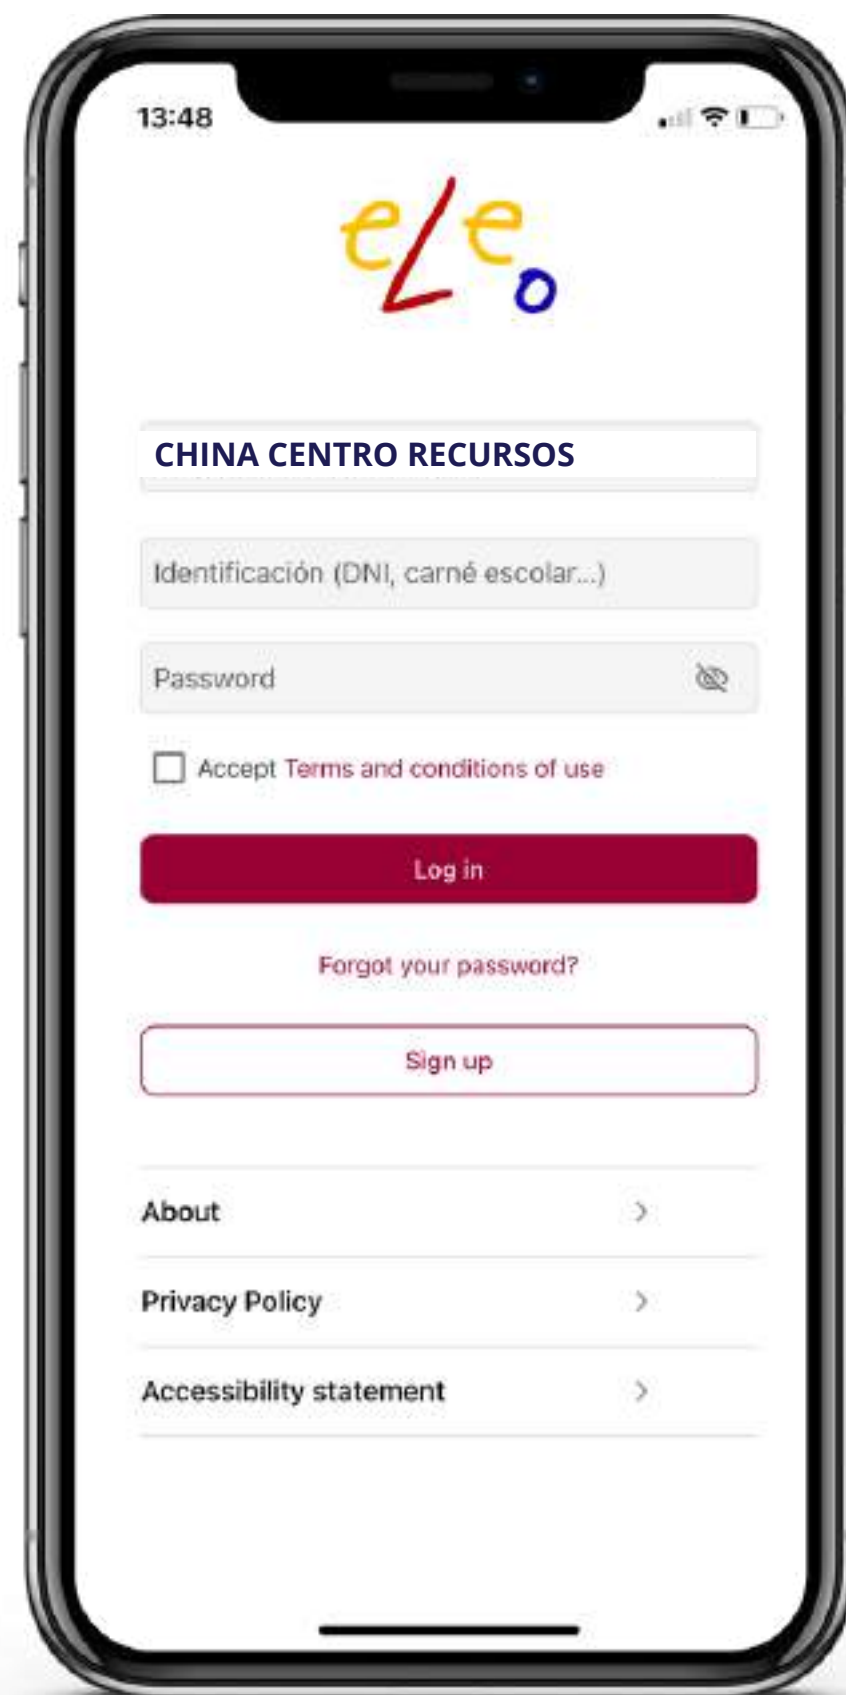 13:48
eLeo
CHINA CENTRO RECURSOS
Identificación (DNI, carné escolar...)
Password
Accept Terms and conditions of use
Log in
Forgot your password?
Sign up
About
Privacy Policy
Accessibility statement